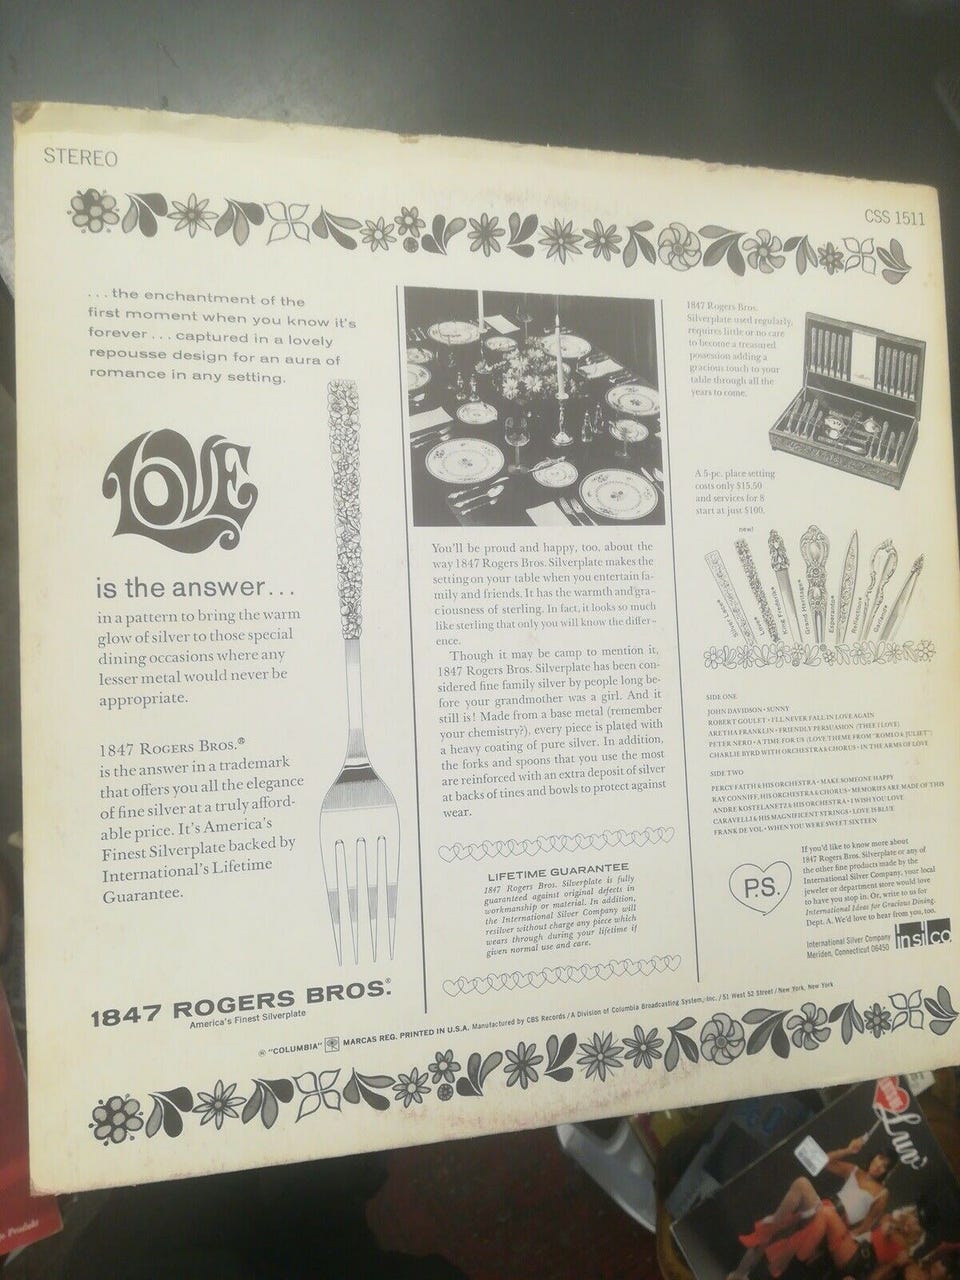 STEREO
CSS 1511
...the enchantment of the
first moment when you know it's
forever...captured in a lovely
repousse design for an aura of
romance in any setting.
LOVE
is the answer...
in a pattern to bring the warm
glow of silver to those special
dining occasions where any
lesser metal would never be
appropriate.
1847 ROGERS BROS.®
is the answer in a trademark
that offers you all the elegance
of fine silver at a truly afford-
able price. It's America's
Finest Silverplate backed by
International's Lifetime
Guarantee.
1847 ROGERS BROS.®
America's Finest Silverplate
You'll be proud and happy, too, about the
way 1847 Rogers Bros. Silverplate makes the
setting on your table when you entertain fa-
mily and friends. It has the warmth and gra-
ciousness of sterling. In fact, it looks so much
like sterling that only you will know the differ-
ence.
Though it may be camp to mention it,
1847 Rogers Bros. Silverplate has been con-
sidered fine family silver by people long be-
fore your grandmother was a girl. And it
still is! Made from a base metal (remember
your chemistry?), every piece is plated with
a heavy coating of pure silver. In addition,
the forks and spoons that you use the most
are reinforced with an extra deposit of silver
at backs of tines and bowls to protect against
wear.
LIFETIME GUARANTEE
1847 Rogers Bros. Silverplate is fully
guaranteed against original defects in
workmanship or material. In addition,
the International Silver Company will
resilver without charge any piece which
wears through during your lifetime if
given normal use and care.
1847 Rogers Bros.
Silverplate used regularly,
requires little or no care
to become a treasured
possession adding a
gracious touch to your
table through all the
years to come.
A 5-pc. place setting
costs only $15.50
and services for 8
start at just $100.
new!
Silver Lace®
Love®
King Frederik®
Grand Heritage®
Esperanto®
Reflection®
Garland®
SIDE ONE
JOHN DAVIDSON • SUNNY
ROBERT GOULET • I'LL NEVER FALL IN LOVE AGAIN
ARETHA FRANKLIN • FRIENDLY PERSUASION (THEE I LOVE)
PETER NERO • A TIME FOR US (LOVE THEME FROM "ROMEO & JULIET")
CHARLIE BYRD WITH ORCHESTRA & CHORUS • IN THE ARMS OF LOVE
SIDE TWO
PERCY FAITH & HIS ORCHESTRA • MAKE SOMEONE HAPPY
RAY CONNIFF, HIS ORCHESTRA & CHORUS • MEMORIES ARE MADE OF THIS
ANDRE KOSTELANETZ & HIS ORCHESTRA • I WISH YOU LOVE
CARAVELLI & HIS MAGNIFICENT STRINGS • LOVE IS BLUE
FRANK DE VOL • WHEN YOU WERE SWEET SIXTEEN
P.S.
If you'd like to know more about
1847 Rogers Bros. Silverplate or any of
the other fine products made by the
International Silver Company, your local
jeweler or department store would love
to have you stop in. Or, write to us for
International Ideas for Gracious Dining,
Dept. A. We'd love to hear from you, too.
International Silver Company
Meriden, Connecticut 06450
insilco
® "COLUMBIA" MARCAS REG. PRINTED IN U.S.A. Manufactured by CBS Records / A Division of Columbia Broadcasting System, Inc. / 51 West 52 Street / New York, New York
Luv'